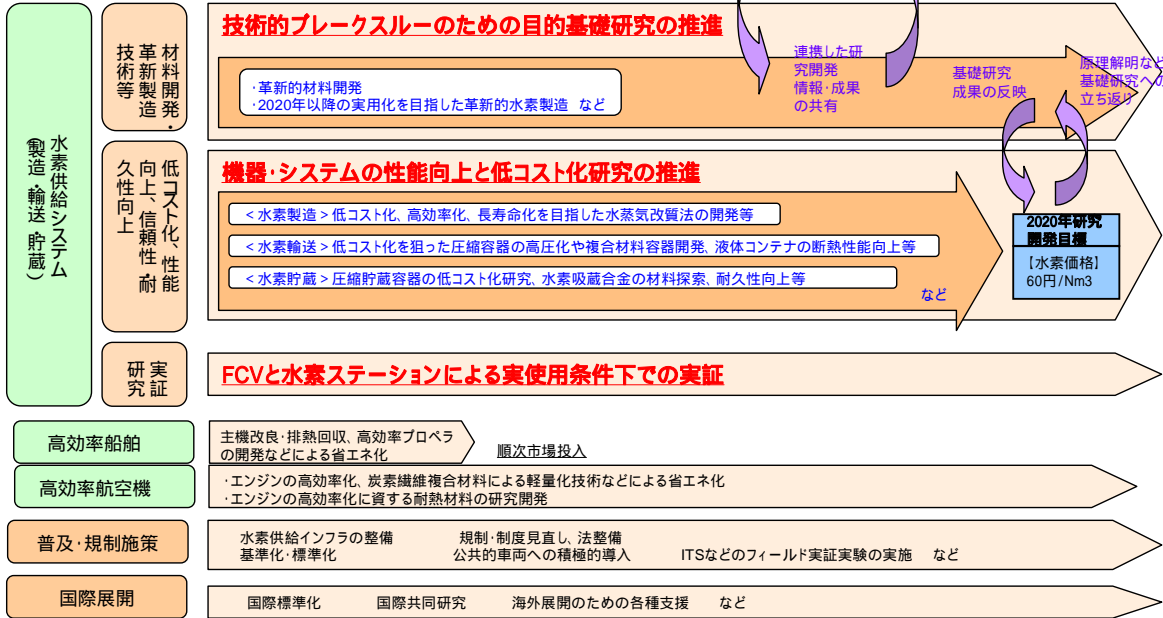 水素供給システム
（製造・輸送・貯蔵）
材料開発・
革新製造
技術等
技術的ブレークスルーのための目的基礎研究の推進
・革新的材料開発
・2020年以降の実用化を目指した革新的水素製造 など
連携した研
究開発
情報・成果
の共有
基礎研究
成果の反映
原理解明など
基礎研究への
立ち返り
低コスト化、性能
向上、信頼性・耐
久性向上
機器・システムの性能向上と低コスト化研究の推進
＜水素製造＞低コスト化、高効率化、長寿命化を目指した水蒸気改質法の開発等
＜水素輸送＞低コスト化を狙った圧縮容器の高圧化や複合材料容器開発、液体コンテナの断熱性能向上等
＜水素貯蔵＞圧縮貯蔵容器の低コスト化研究、水素吸蔵合金の材料探索、耐久性向上等
など
2020年研究
開発目標
【水素価格】
60円/Nm3
実証
研究
FCVと水素ステーションによる実使用条件下での実証
高効率船舶
主機改良・排熱回収、高効率プロペラ
の開発などによる省エネ化
順次市場投入
高効率航空機
・エンジンの高効率化、炭素繊維複合材料による軽量化技術などによる省エネ化
・エンジンの高効率化に資する耐熱材料の研究開発
普及・規制施策
水素供給インフラの整備 規制・制度見直し、法整備
基準化・標準化 公共的車両への積極的導入 ITSなどのフィールド実証実験の実施 など
国際展開
国際標準化 国際共同研究 海外展開のための各種支援 など